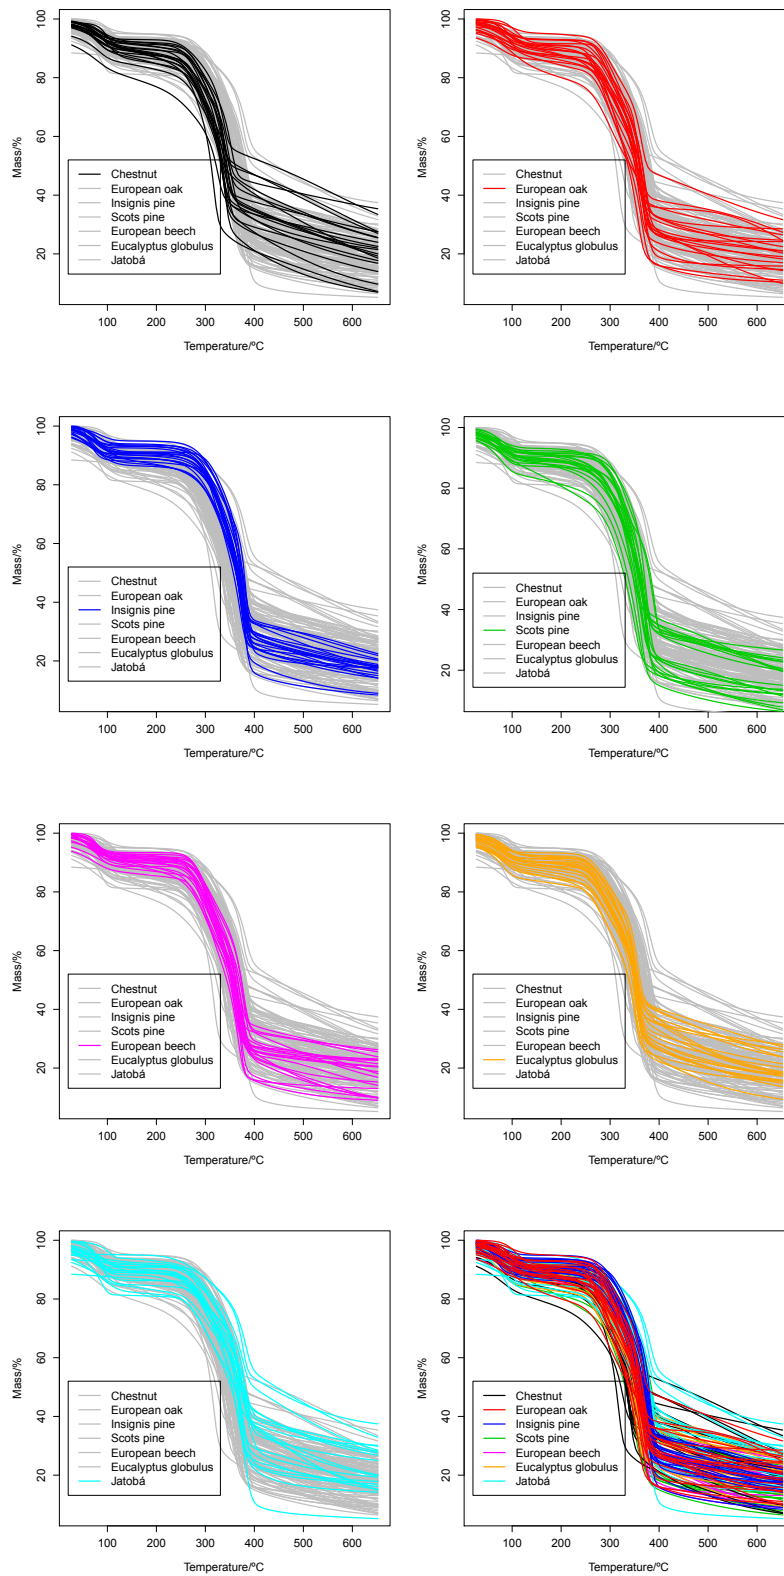 100
80
60
40
20
Mass/%
Chestnut
European oak
Insignis pine
Scots pine
European beech
Eucalyptus globulus
Jatobá
100 200 300 400 500 600
Temperature/ºC
100
80
60
40
20
Mass/%
Chestnut
European oak
Insignis pine
Scots pine
European beech
Eucalyptus globulus
Jatobá
100 200 300 400 500 600
Temperature/ºC
100
80
60
40
20
Mass/%
Chestnut
European oak
Insignis pine
Scots pine
European beech
Eucalyptus globulus
Jatobá
100 200 300 400 500 600
Temperature/ºC
100
80
60
40
20
Mass/%
Chestnut
European oak
Insignis pine
Scots pine
European beech
Eucalyptus globulus
Jatobá
100 200 300 400 500 600
Temperature/ºC
100
80
60
40
20
Mass/%
Chestnut
European oak
Insignis pine
Scots pine
European beech
Eucalyptus globulus
Jatobá
100 200 300 400 500 600
Temperature/ºC
100
80
60
40
20
Mass/%
Chestnut
European oak
Insignis pine
Scots pine
European beech
Eucalyptus globulus
Jatobá
100 200 300 400 500 600
Temperature/ºC
100
80
60
40
20
Mass/%
Chestnut
European oak
Insignis pine
Scots pine
European beech
Eucalyptus globulus
Jatobá
100 200 300 400 500 600
Temperature/ºC
100
80
60
40
20
Mass/%
Chestnut
European oak
Insignis pine
Scots pine
European beech
Eucalyptus globulus
Jatobá
100 200 300 400 500 600
Temperature/ºC